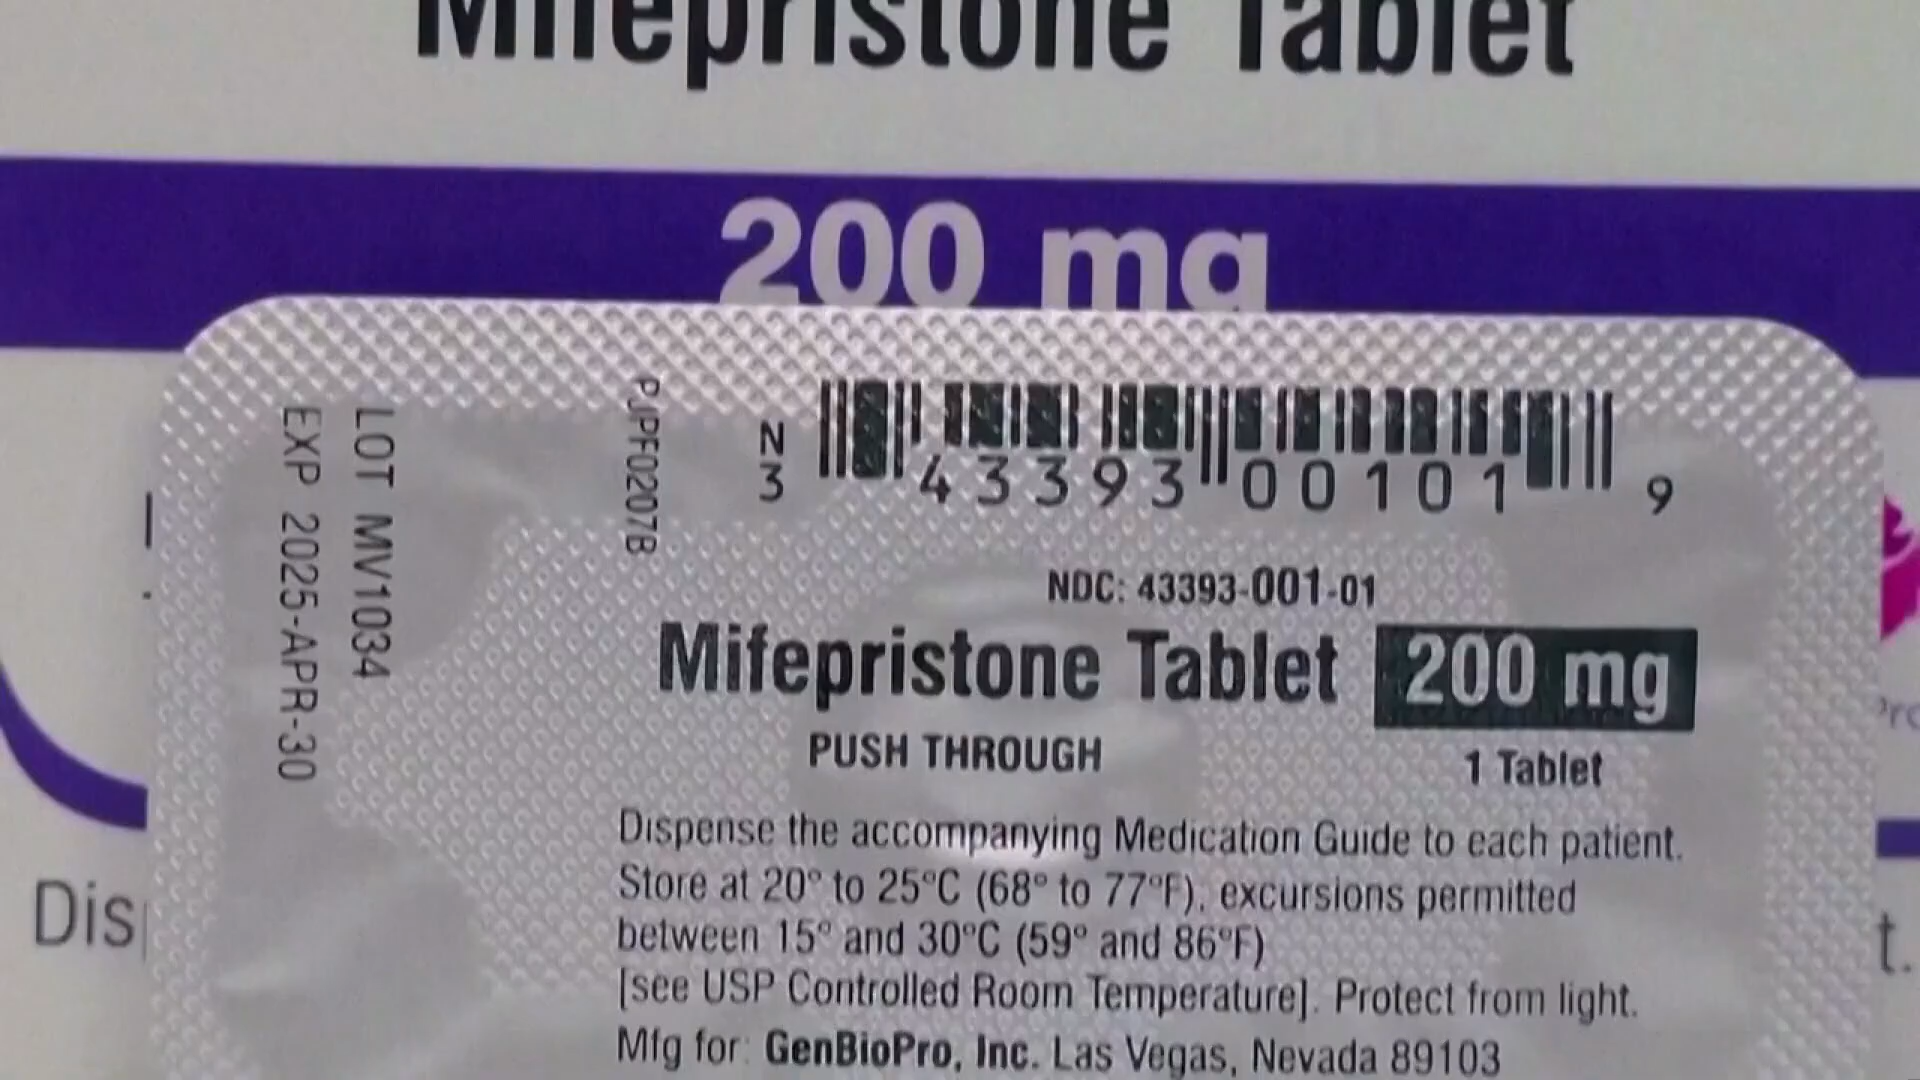 Mifepristone Tablet
200 mg
LOT MV1034
EXP 2025-APR-30
PJPF0207B
N
3
43393 00101 9
NDC: 43393-001-01
Mifepristone Tablet 200 mg
PUSH THROUGH
1 Tablet
Dispense the accompanying Medication Guide to each patient.
Store at 20° to 25°C (68° to 77°F), excursions permitted
between 15° and 30°C (59° and 86°F)
[see USP Controlled Room Temperature]. Protect from light.
Mfg for: GenBioPro, Inc. Las Vegas, Nevada 89103